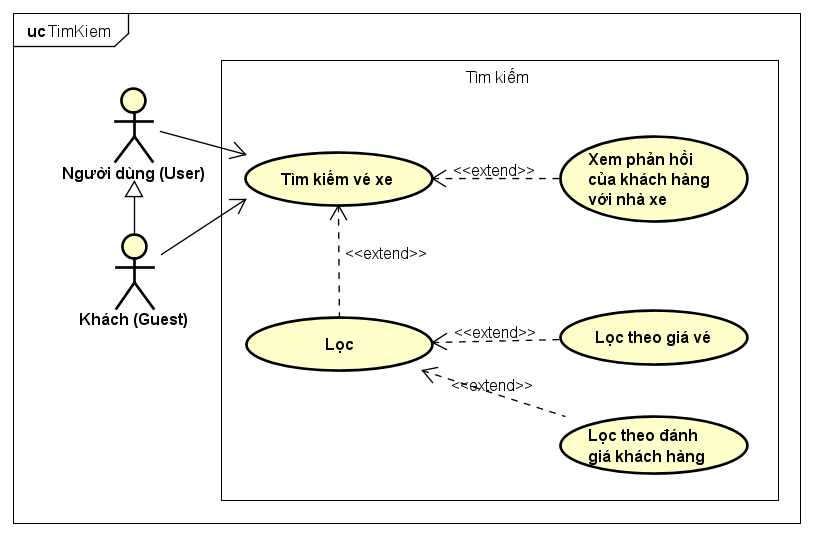 uc TimKiem
Tìm kiếm
Người dùng (User)
Tìm kiếm vé xe
<<extend>>
Xem phản hồi
của khách hàng
với nhà xe
Khách (Guest)
<<extend>>
Lọc
<<extend>>
Lọc theo giá vé
<<extend>>
Lọc theo đánh
giá khách hàng